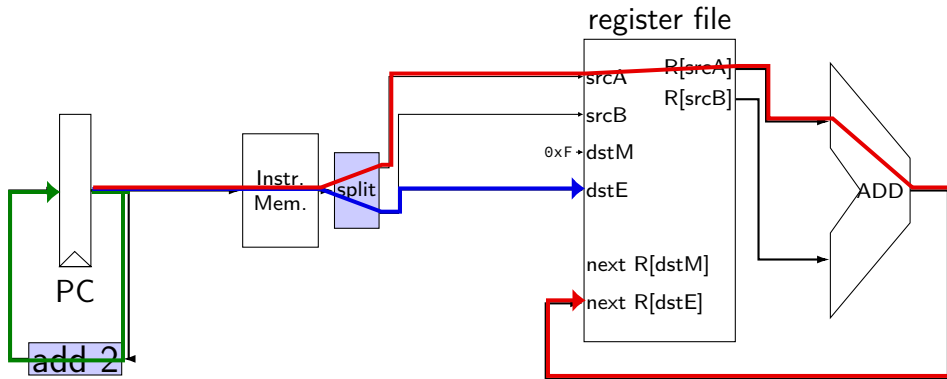 register file
srcA
R[srcA]
R[srcB]
srcB
0xF
dstM
Instr.
Mem.
split
dstE
ADD
next R[dstM]
PC
next R[dstE]
add 2